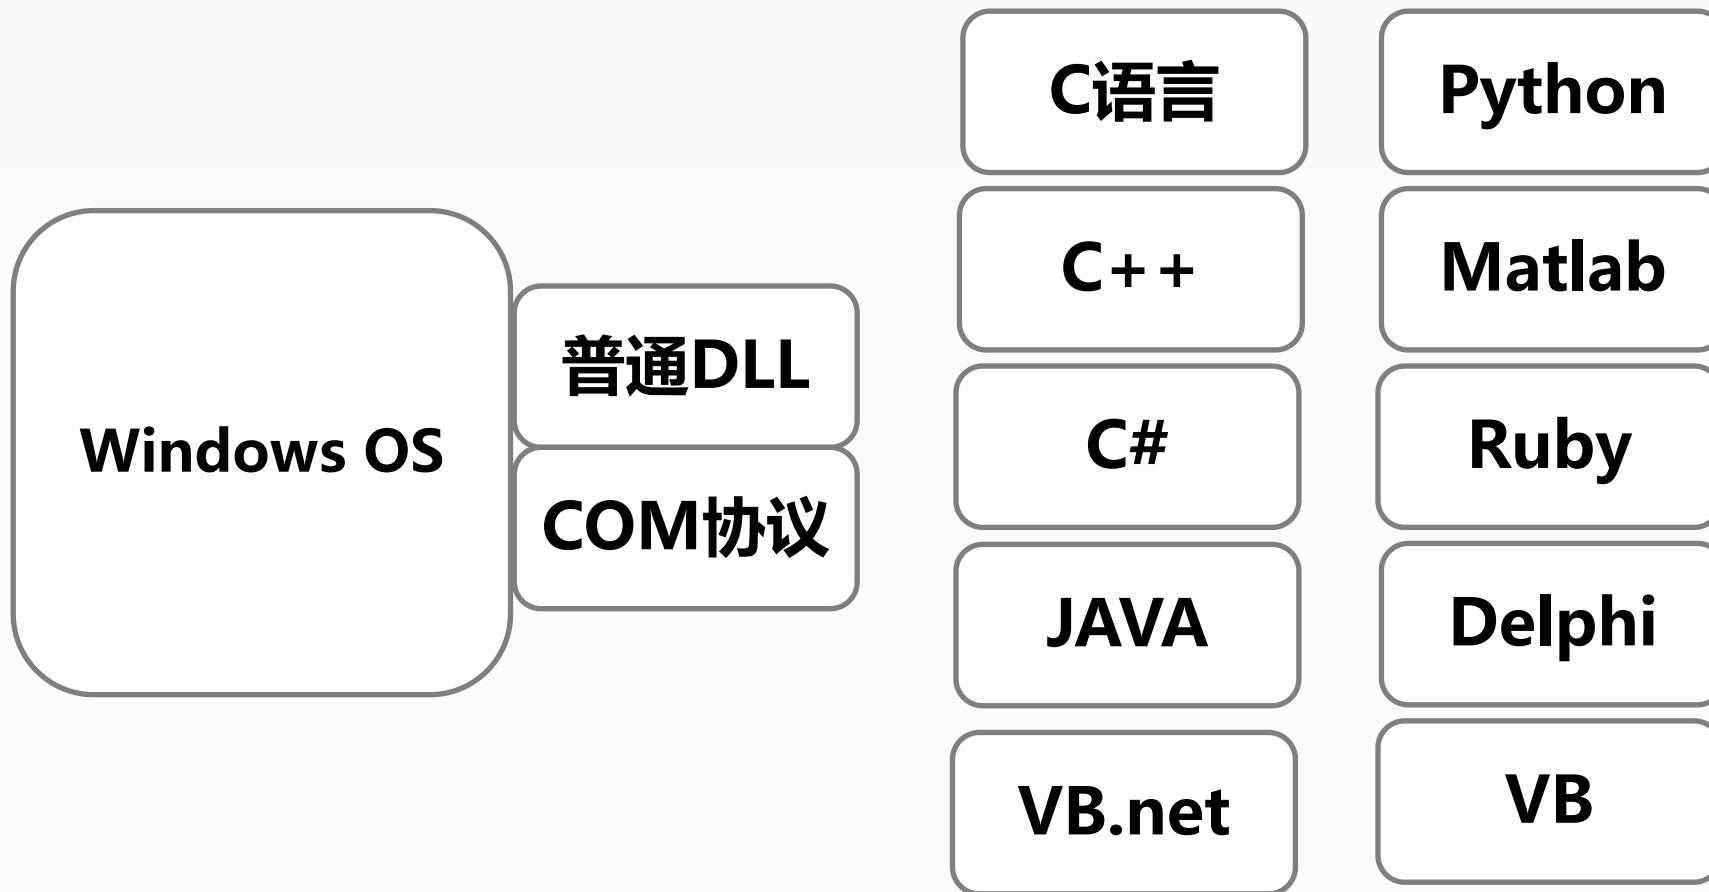 Windows OS
普通DLL
COM协议
C语言
C++
C#
JAVA
VB.net
Python
Matlab
Ruby
Delphi
VB